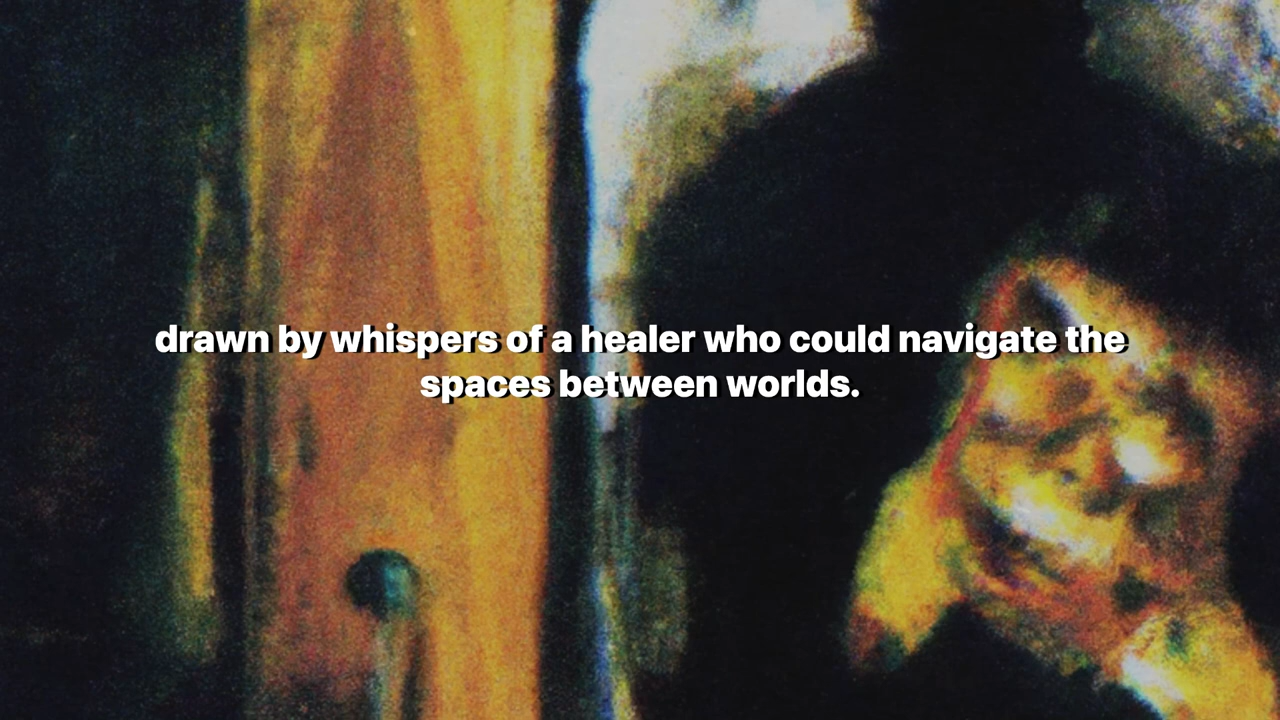 drawn by whispers of a healer who could navigate the
spaces between worlds.